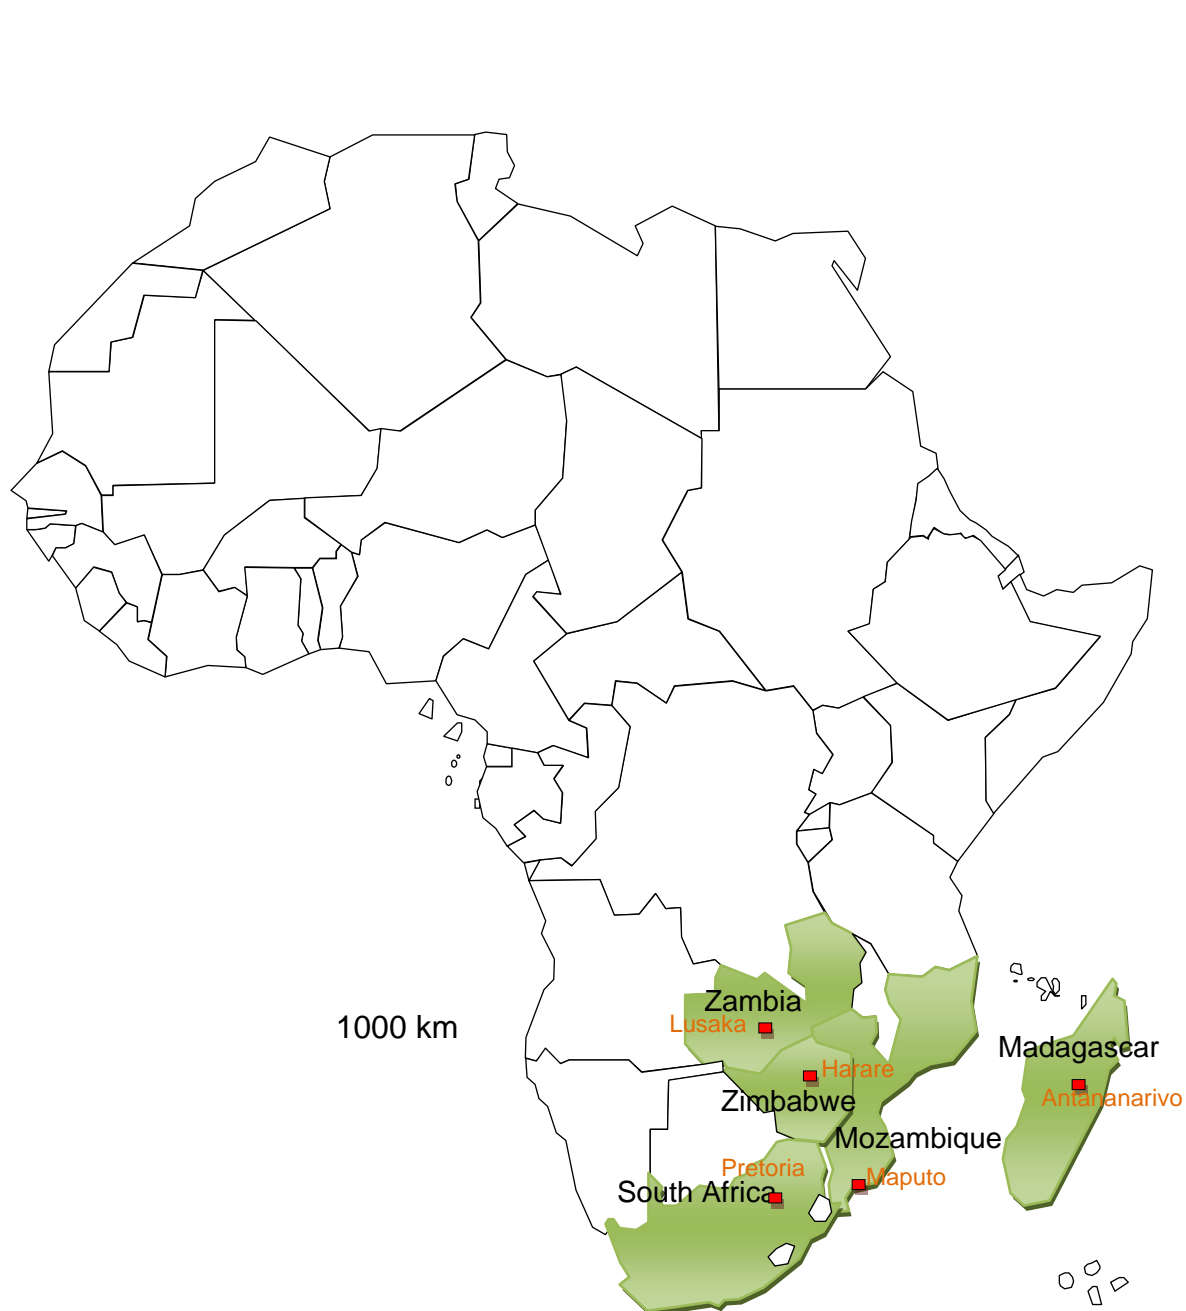 Zambia
Lusaka
1000 km
Madagascar
Harare
Antananarivo
Zimbabwe
Mozambique
Pretoria
Maputo
South Africa